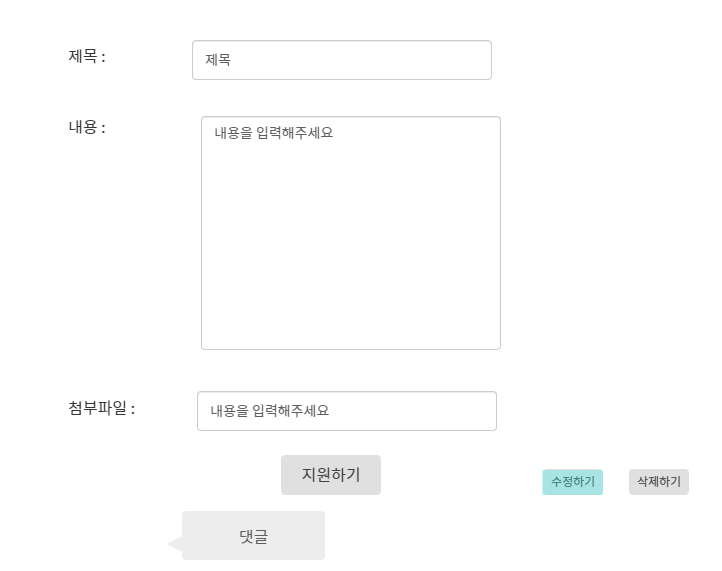 제목 :
제목
내용 :
내용을 입력해주세요
첨부파일 :
내용을 입력해주세요
지원하기
수정하기
삭제하기
댓글